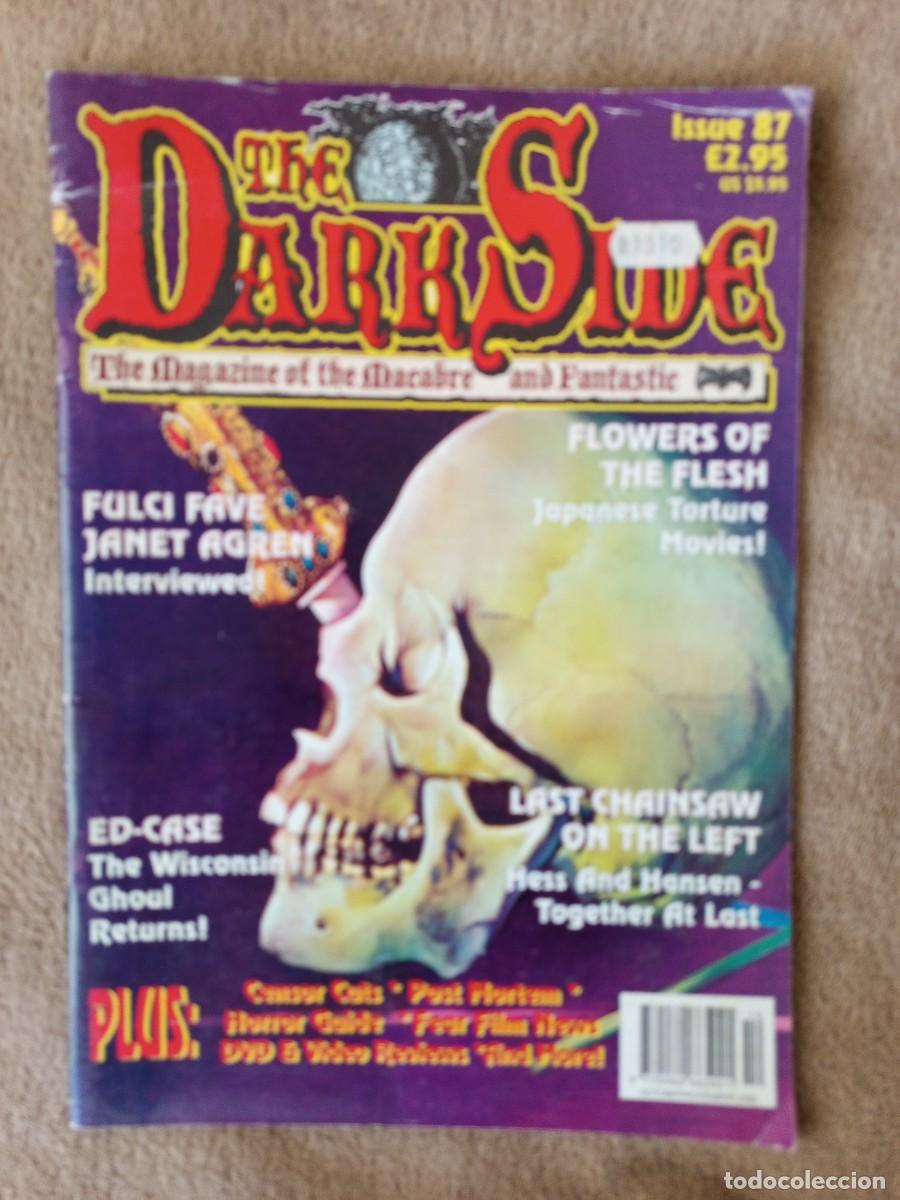 Issue 87
£2.95
US $5.99
The
DarkSide
The Magazine of the Macabre and Fantastic
FLOWERS OF
THE FLESH
Japanese Torture
Movies!
FULCI FAVE
JANET AGREN
Interviewed!
ED-CASE
The Wisconsin
Ghoul
Returns!
LAST CHAINSAW
ON THE LEFT
Hess And Hansen -
Together At Last
PLUS:
Censor Cuts * Post Mortem *
Horror Guide * Fear Film News
DVD & Video Reviews *And More!
todocoleccion